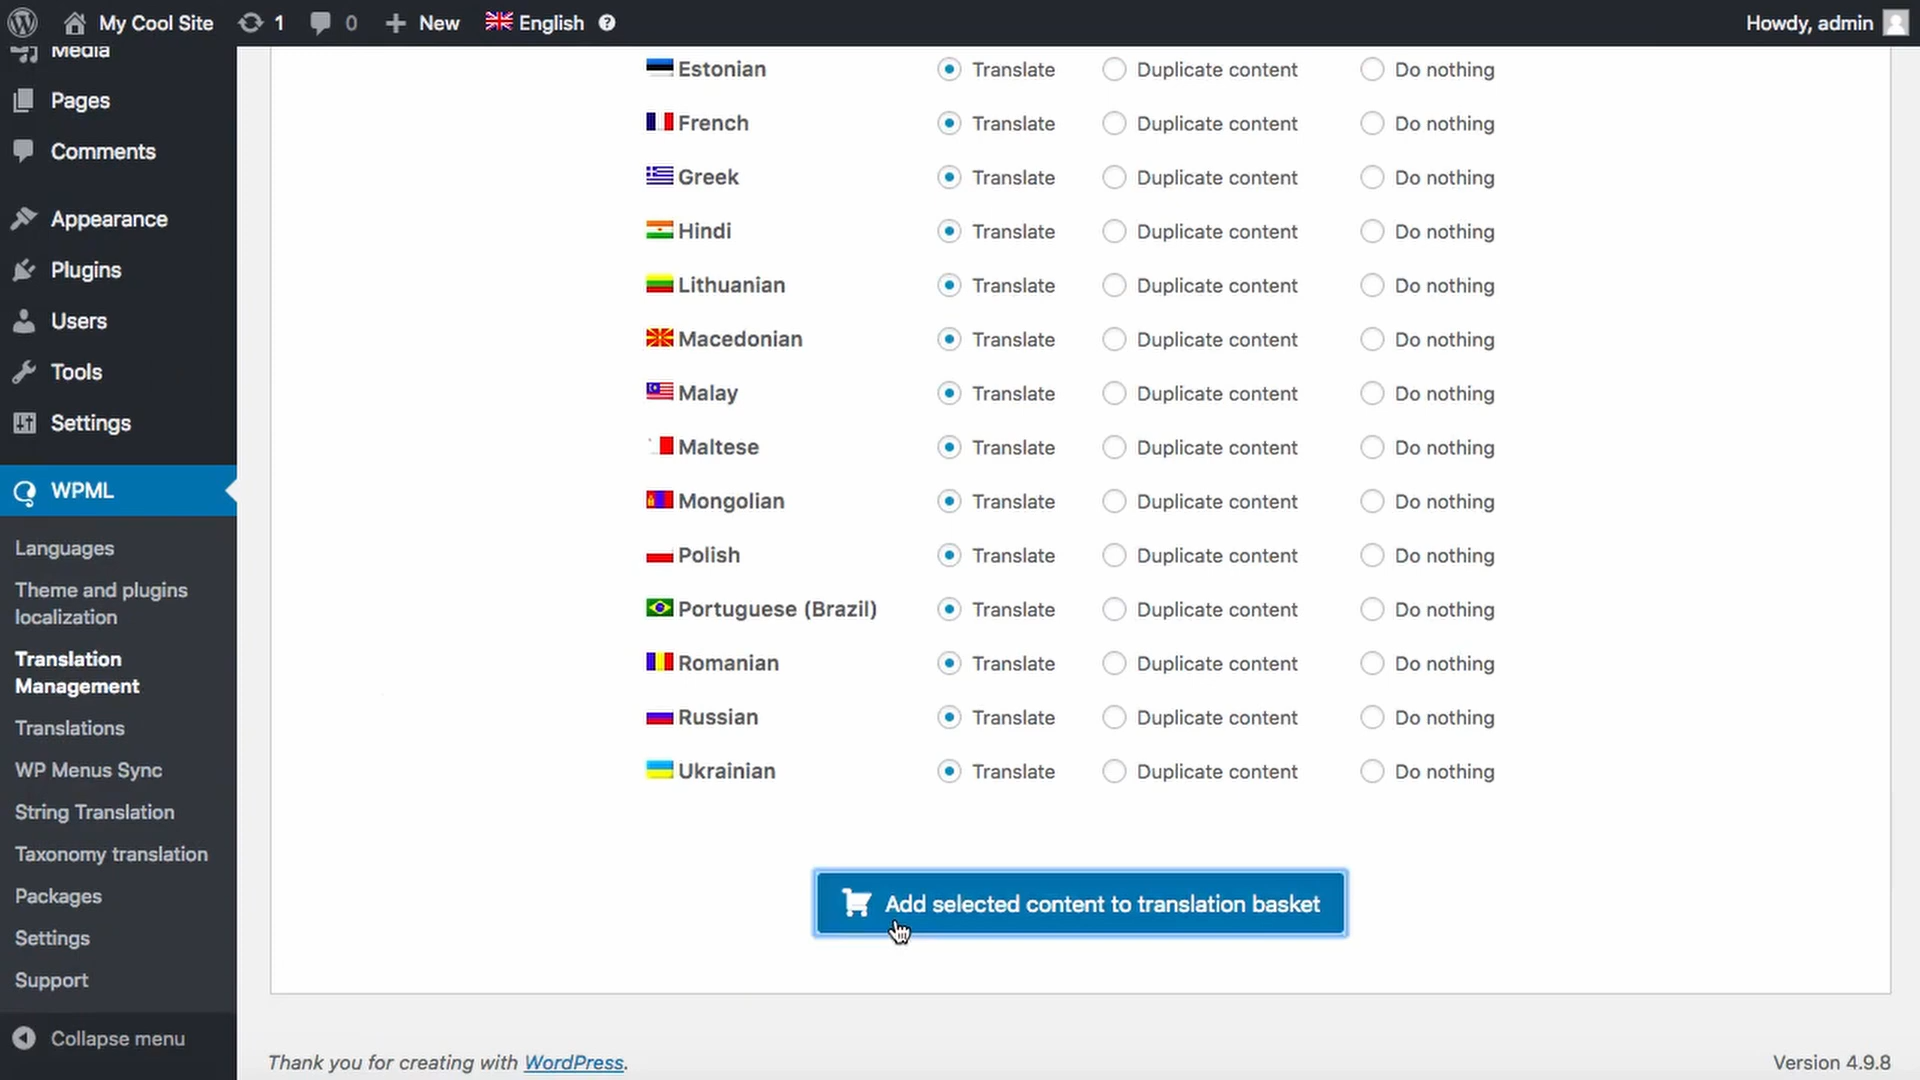 My Cool Site 1 0 New English ? Howdy, admin
Media
Pages
Comments
Appearance
Plugins
Users
Tools
Settings
WPML
Languages
Theme and plugins
localization
Translation
Management
Translations
WP Menus Sync
String Translation
Taxonomy translation
Packages
Settings
Support
Collapse menu
Estonian Translate Duplicate content Do nothing
French Translate Duplicate content Do nothing
Greek Translate Duplicate content Do nothing
Hindi Translate Duplicate content Do nothing
Lithuanian Translate Duplicate content Do nothing
Macedonian Translate Duplicate content Do nothing
Malay Translate Duplicate content Do nothing
Maltese Translate Duplicate content Do nothing
Mongolian Translate Duplicate content Do nothing
Polish Translate Duplicate content Do nothing
Portuguese (Brazil) Translate Duplicate content Do nothing
Romanian Translate Duplicate content Do nothing
Russian Translate Duplicate content Do nothing
Ukrainian Translate Duplicate content Do nothing
Add selected content to translation basket
Thank you for creating with WordPress. Version 4.9.8